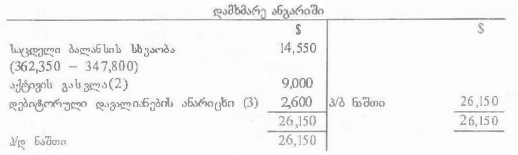 დამხმარე ანგარიში
$ $
საცდელი ბალანსის სხვაობა 14,550
(362,350 − 347,800)
აქტივის გასვლა(2) 9,000
დებიტორული დავალიანების ანარიცხი (3) 2,600 პ/ბ ნაშთი 26,150
26,150 26,150
პ/დ ნაშთი 26,150